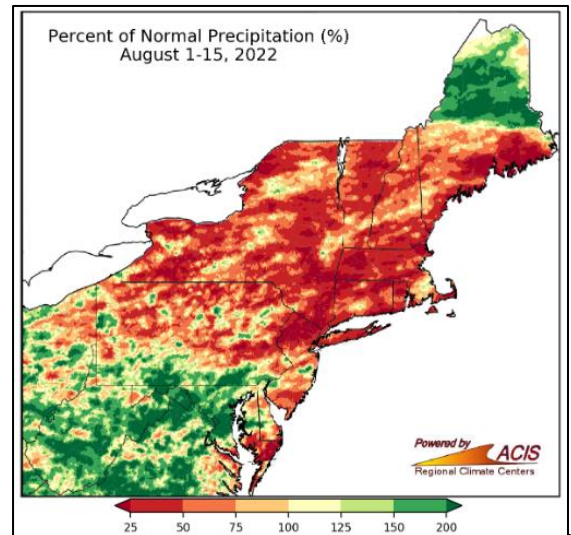 Percent of Normal Precipitation (%)
August 1-15, 2022
Powered by
ACIS
Regional Climate Centers
25 50 75 100 125 150 200